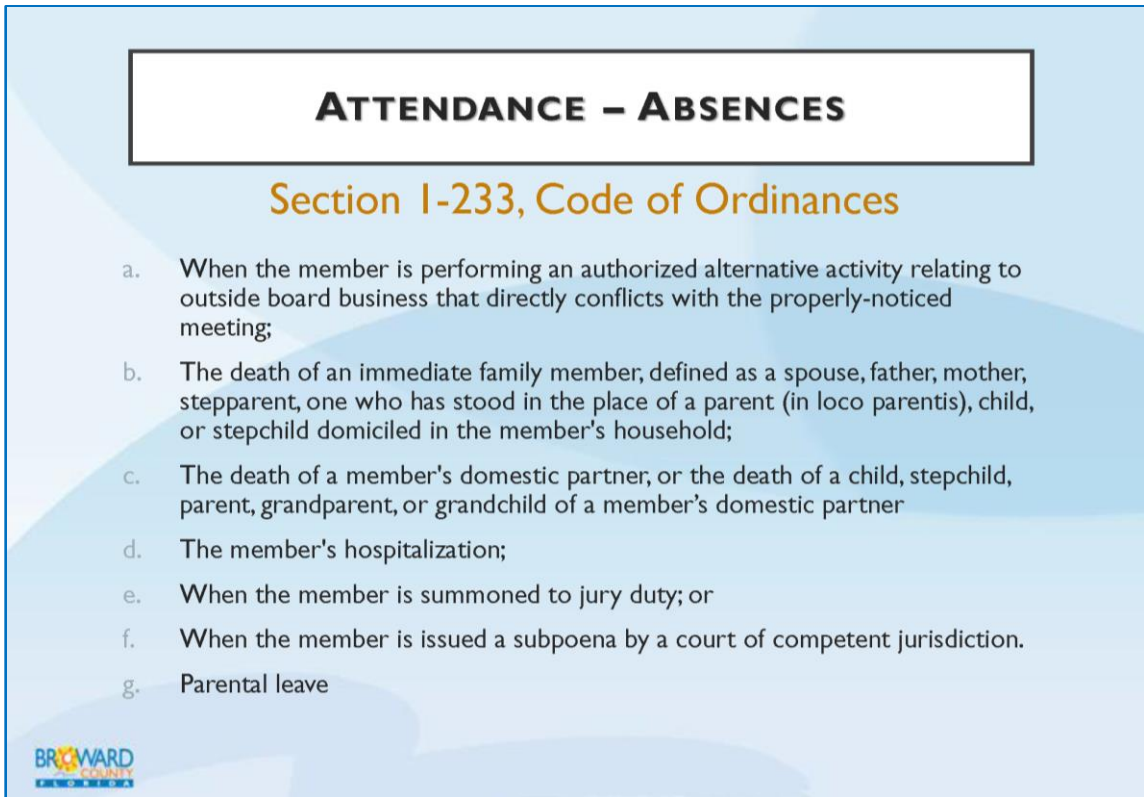 ATTENDANCE – ABSENCES
Section 1-233, Code of Ordinances
a. When the member is performing an authorized alternative activity relating to
outside board business that directly conflicts with the properly-noticed
meeting;
b. The death of an immediate family member, defined as a spouse, father, mother,
stepparent, one who has stood in the place of a parent (in loco parentis), child,
or stepchild domiciled in the member's household;
c. The death of a member's domestic partner, or the death of a child, stepchild,
parent, grandparent, or grandchild of a member’s domestic partner
d. The member's hospitalization;
e. When the member is summoned to jury duty; or
f. When the member is issued a subpoena by a court of competent jurisdiction.
g. Parental leave
BROWARD
COUNTY
FLORIDA